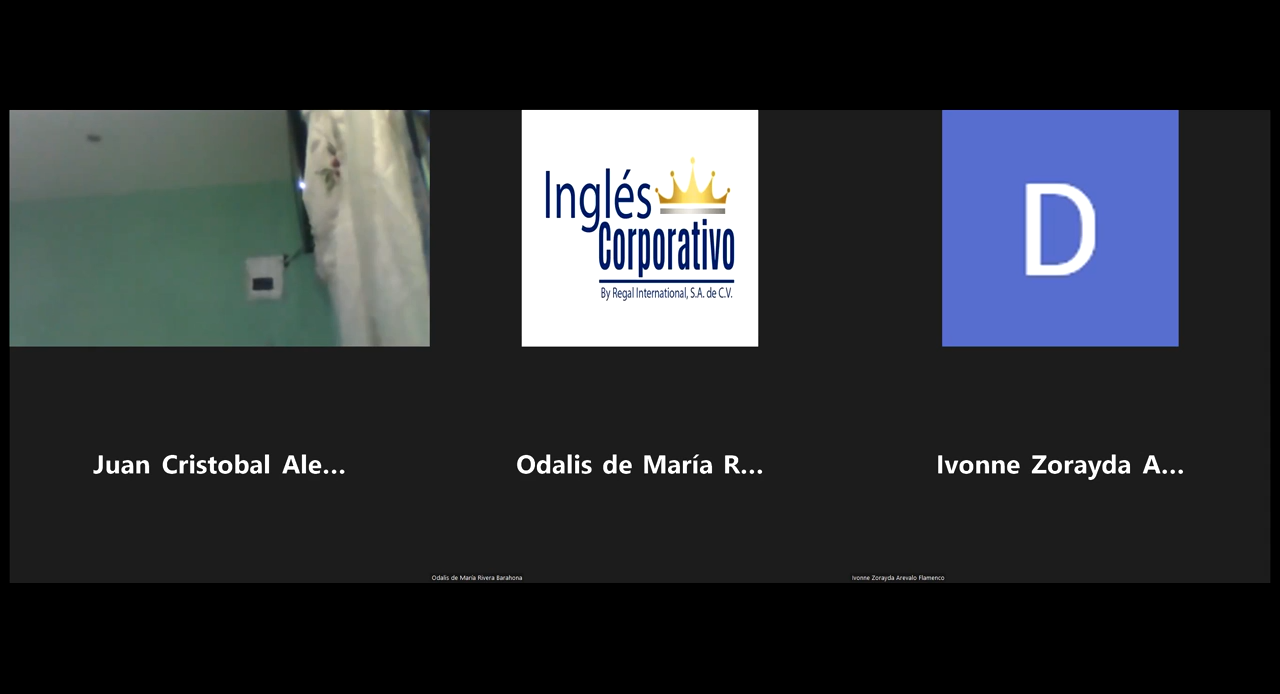 Inglés
Corporativo
By Regal International, S.A. de C.V.
D
Juan Cristobal Ale...
Odalis de María R...
Ivonne Zorayda A...
Odalis de María Rivera Barahona
Ivonne Zorayda Arevalo Flamenco